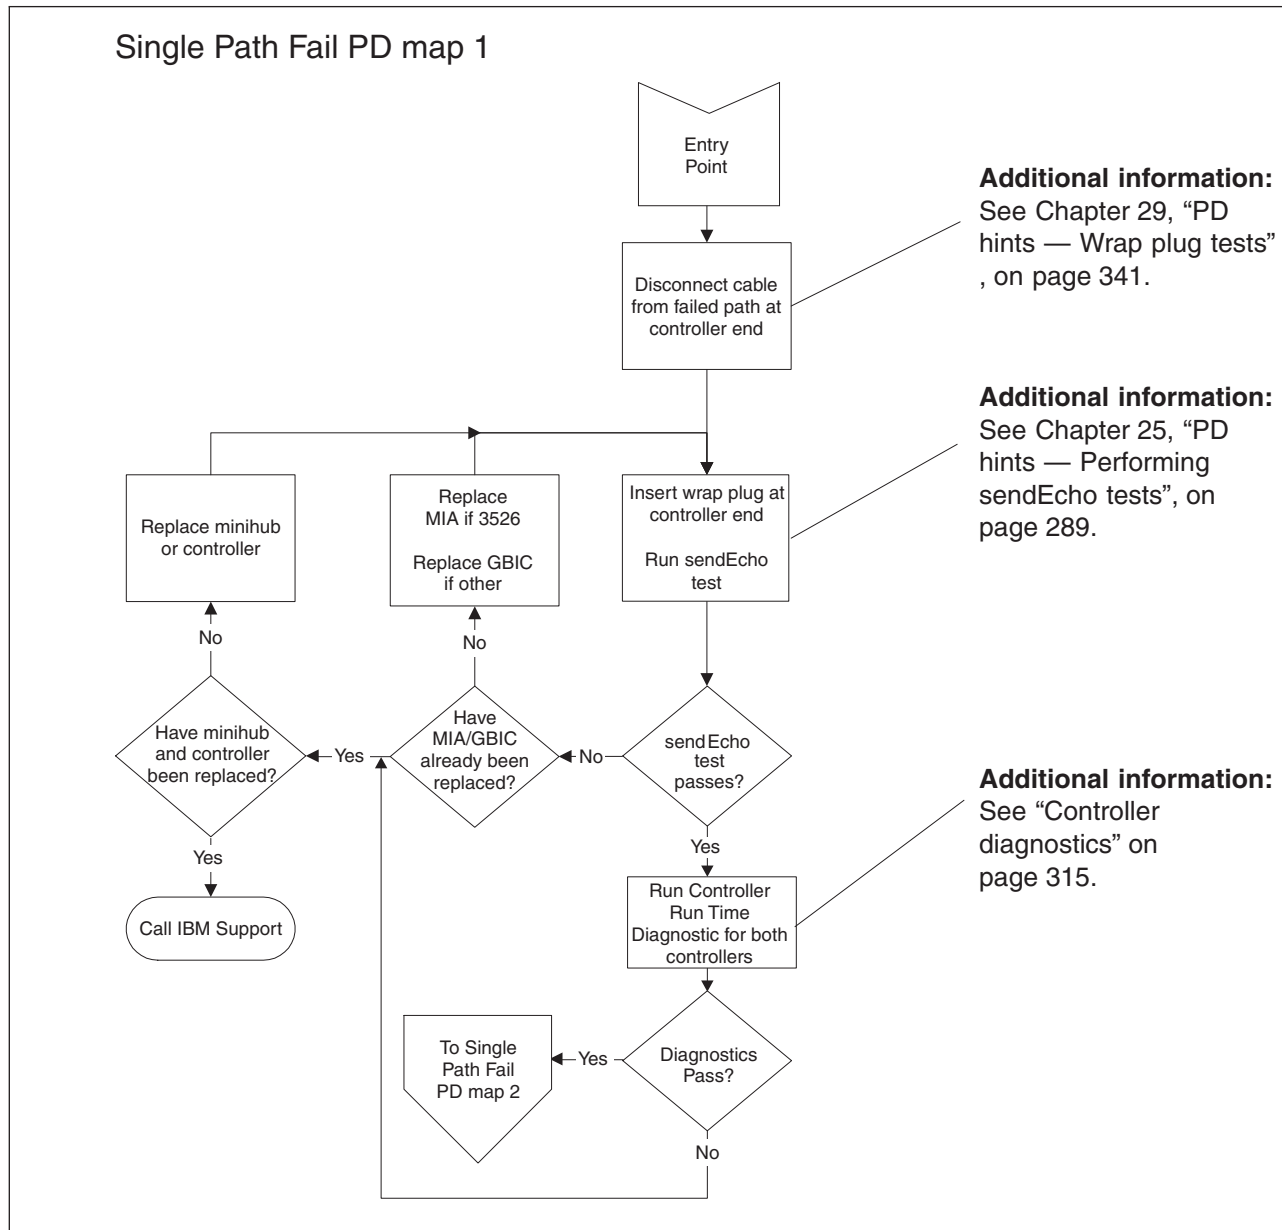 Single Path Fail PD map 1
Entry
Point
Additional information:
See Chapter 29, “PD
hints — Wrap plug tests”
, on page 341.
Disconnect cable
from failed path at
controller end
Additional information:
See Chapter 25, “PD
hints — Performing
sendEcho tests”, on
page 289.
Replace minihub
or controller
Replace
MIA if 3526
Replace GBIC
if other
Insert wrap plug at
controller end
Run sendEcho
test
No
No
Have minihub
and controller
been replaced?
Yes
Have
MIA/GBIC
already been
replaced?
No
sendEcho
test
passes?
Additional information:
See “Controller
diagnostics” on
page 315.
Yes
Yes
Call IBM Support
Run Controller
Run Time
Diagnostic for both
controllers
To Single
Path Fail
PD map 2
Yes
Diagnostics
Pass?
No